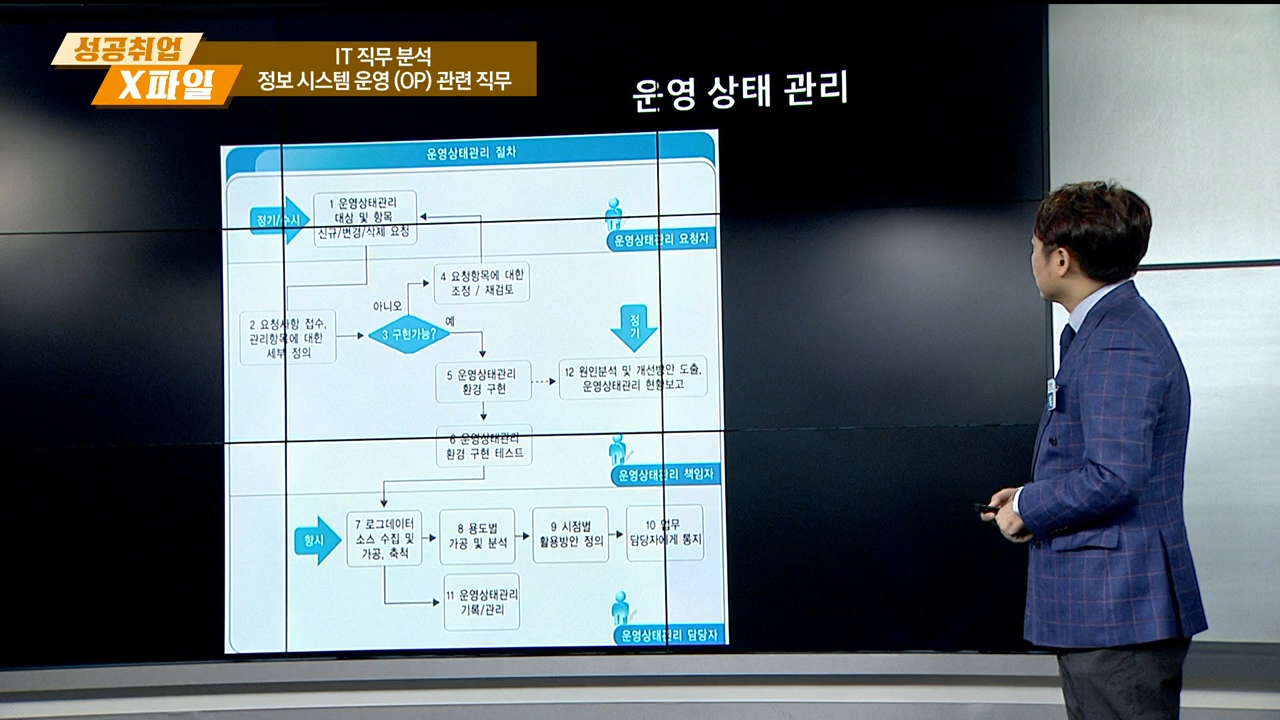 성공취업
X파일
IT 직무 분석
정보 시스템 운영 (OP) 관련 직무
운영 상태 관리
운영상태관리 절차
정기/수시
1 운영상태관리
대상 및 항목
신규/변경/삭제 요청
운영상태관리 요청자
4 요청항목에 대한
조정 / 재검토
아니오
2 요청사항 접수,
관리항목에 대한
세부 정의
3 구현가능?
예
정
기
5 운영상태관리
환경 구현
12 원인분석 및 개선방안 도출,
운영상태관리 현황보고
6 운영상태관리
환경 구현 테스트
운영상태관리 책임자
항시
7 로그데이터
소스 수집 및
가공, 축척
8 용도별
가공 및 분석
9 시점별
활용방안 정의
10 업무
담당자에게 통지
11 운영상태관리
기록/관리
운영상태관리 담당자